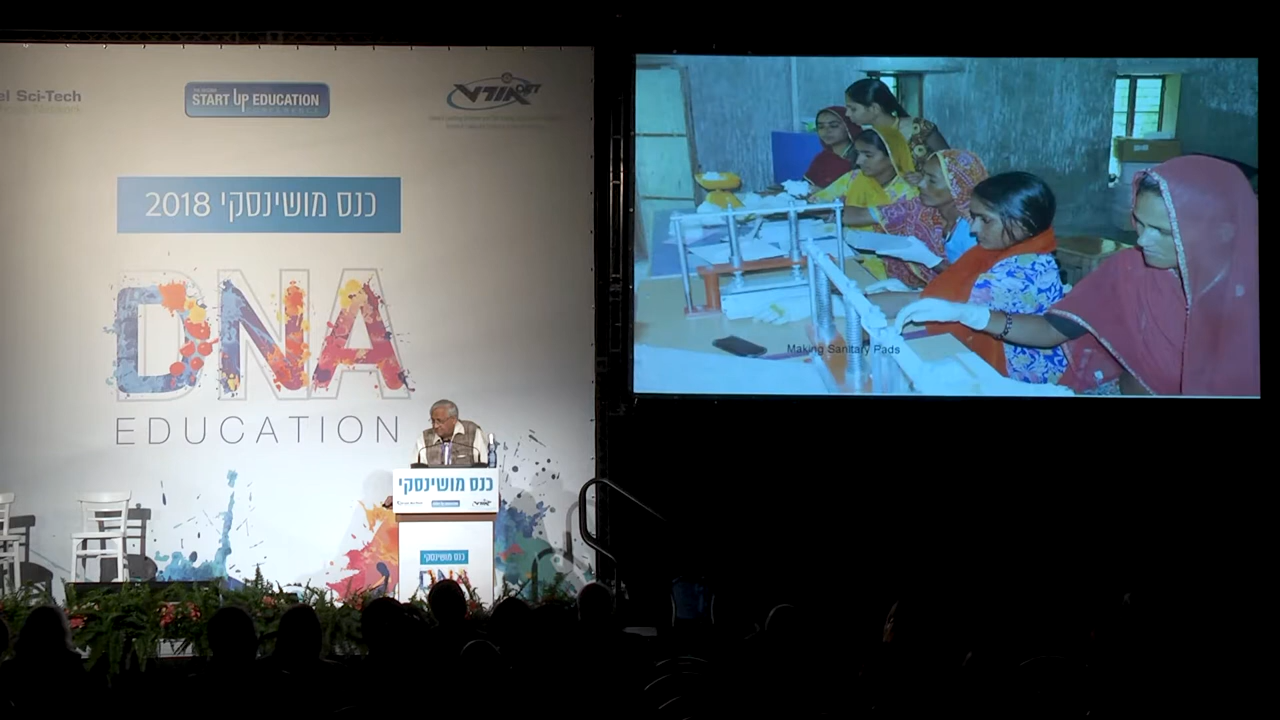 el Sci-Tech
START UP EDUCATION
CONFERENCE
אורט
כנס מושינסקי 2018
DNA
EDUCATION
Making Sanitary Pads
כנס מושינסקי
כנס מושינסקי
DNA